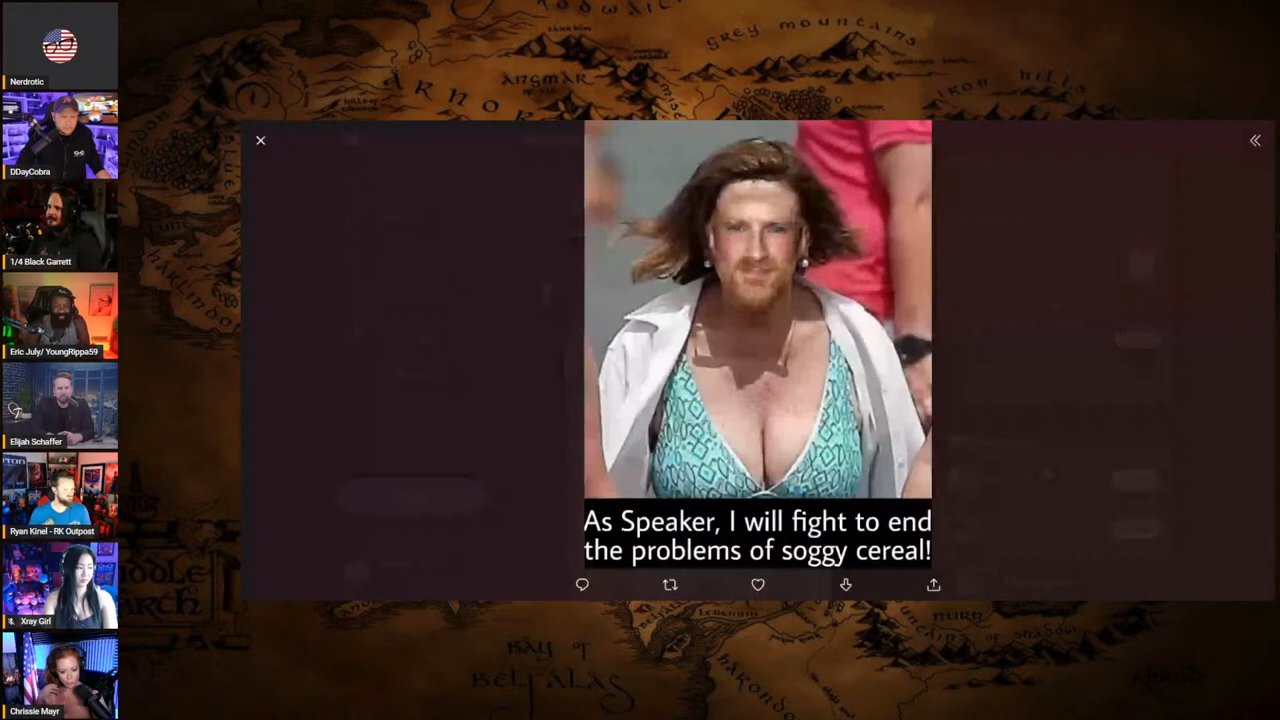 Nerdrotic
DDayCobra
1/4 Black Garrett
Eric July/ YoungRippa59
Elijah Schaffer
Ryan Kinel - RK Outpost
Xray Girl
Chrissie Mayr
GREY MOUNTAINS
ANGMAR
ARNO
IRON HILLS
HARLINDO
As Speaker, I will fight to end
the problems of soggy cereal!
BAY OF
BELFALAS